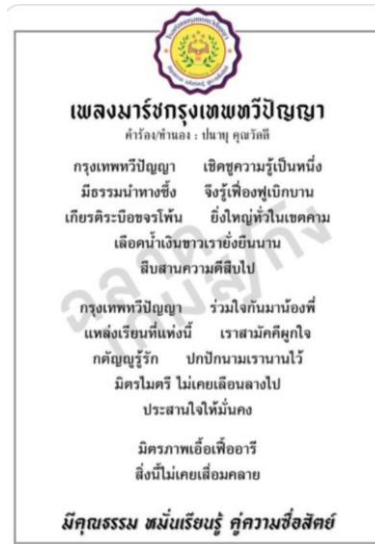 เพลงมาร์ชกรุงเทพทวีปัญญา
คำร้อง/ทำนอง : ปนายุ คุณวัลลี
กรุงเทพทวีปัญญา เชิดชูความรู้เป็นหนึ่ง
มีธรรมนำทางซึ้ง จึงรู้เฟื่องฟูเบิกบาน
เกียรติระบือขจรโพ้น ยิ่งใหญ่ทั่วในเขตคาม
เลือดน้ำเงินขาวเรายั่งยืนนาน
สืบสานความดีสืบไป
กรุงเทพทวีปัญญา ร่วมใจกันมาน้องพี่
แหล่งเรียนที่แห่งนี้ เราสามัคคีผูกใจ
กตัญญูรู้รัก ปกปักนามเรานานไว้
มิตรไมตรี ไม่เคยเลือนลางไป
ประสานใจให้มั่นคง
มิตรภาพเอื้อเฟื้ออารี
สิ่งนี้ไม่เคยเสื่อมคลาย
มีคุณธรรม หมั่นเรียนรู้ คู่ความซื่อสัตย์